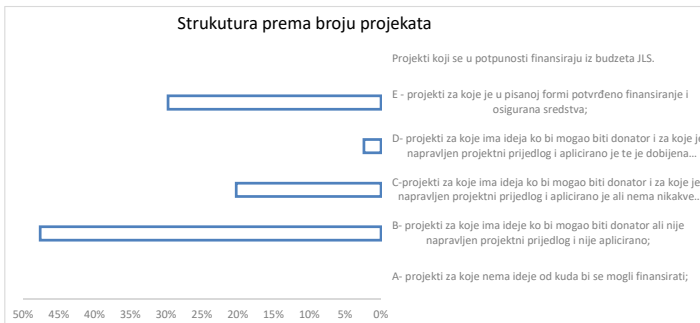 Strukutura prema broju projekata
Projekti koji se u potpunosti finansiraju iz budzeta JLS.
E - projekti za koje je u pisanoj formi potvrđeno finansiranje i
osigurana sredstva;
D- projekti za koje ima ideja ko bi mogao biti donator i za koje je
napravljen projektni prijedlog i aplicirano je te je dobijena...
C-projekti za koje ima ideja ko bi mogao biti donator i za koje je
napravljen projektni prijedlog i aplicirano je ali nema nikakve...
B- projekti za koje ima ideje ko bi mogao biti donator ali nije
napravljen projektni prijedlog i nije aplicirano;
A- projekti za koje nema ideje od kuda bi se mogli finansirati;
50% 45% 40% 35% 30% 25% 20% 15% 10% 5% 0%